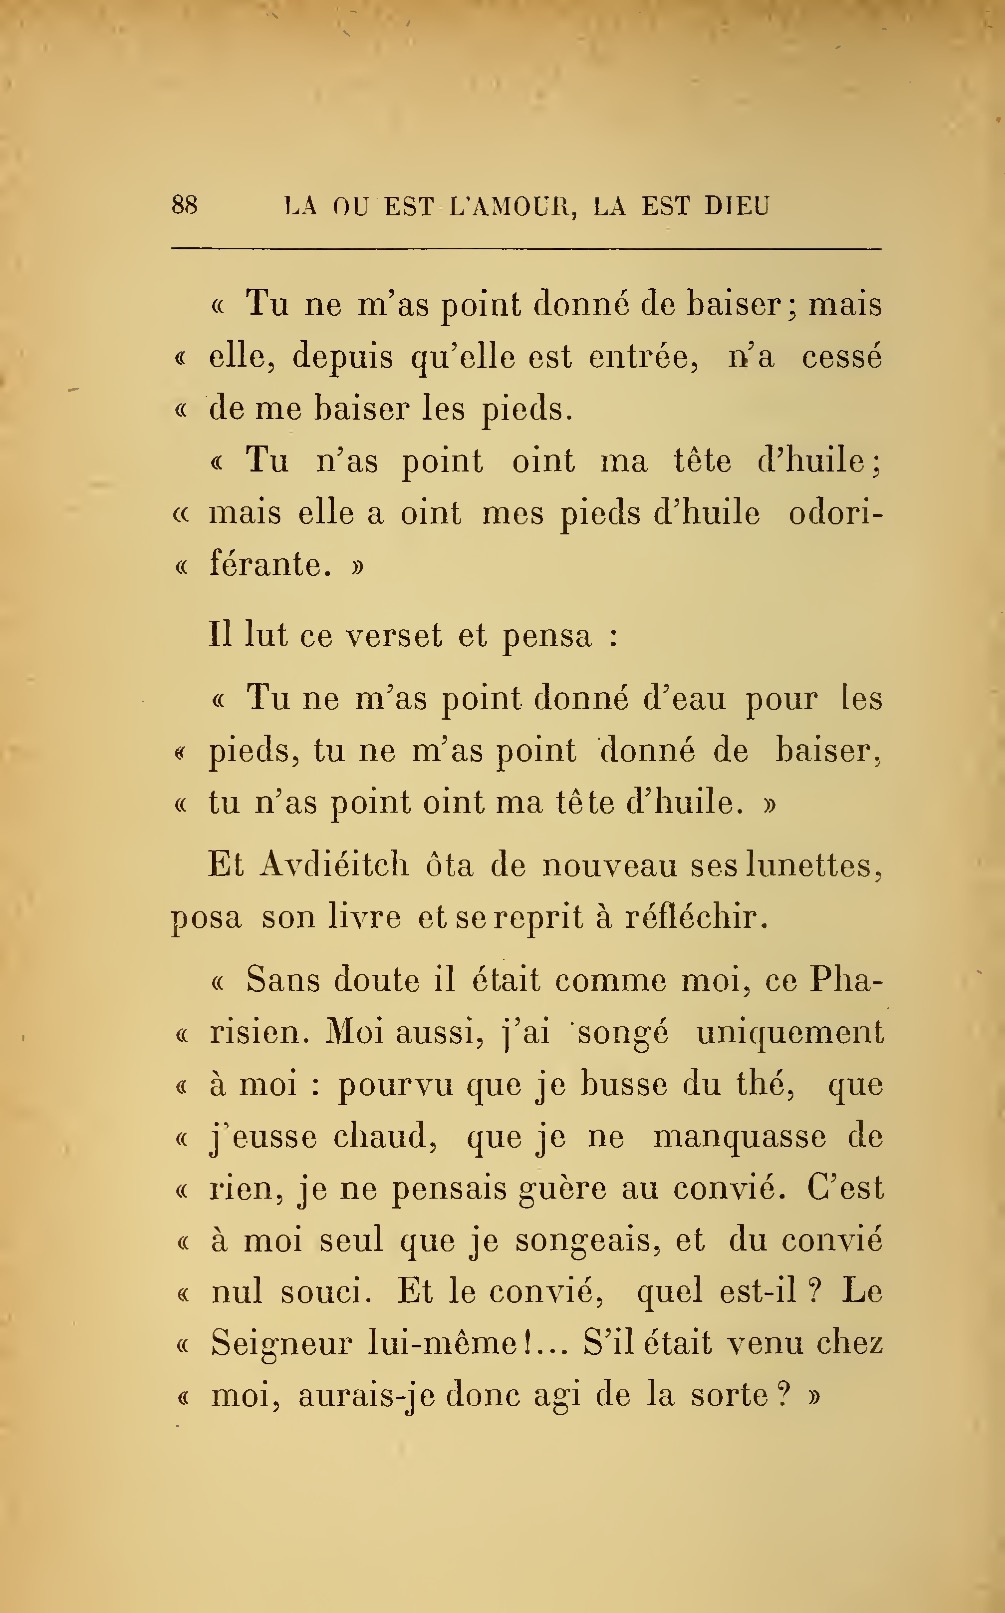 88 LA OU EST L'AMOUR, LA EST DIEU
« Tu ne m'as point donné de baiser; mais
« elle, depuis qu'elle est entrée, n'a cessé
« de me baiser les pieds.
« Tu n'as point oint ma tête d'huile;
« mais elle a oint mes pieds d'huile odori-
« férante. »
Il lut ce verset et pensa :
« Tu ne m'as point donné d'eau pour les
« pieds, tu ne m'as point donné de baiser,
« tu n'as point oint ma tête d'huile. »
Et Avdiéitch ôta de nouveau ses lunettes,
posa son livre et se reprit à réfléchir.
« Sans doute il était comme moi, ce Pha-
« risien. Moi aussi, j'ai songé uniquement
« à moi : pourvu que je busse du thé, que
« j'eusse chaud, que je ne manquasse de
« rien, je ne pensais guère au convié. C'est
« à moi seul que je songeais, et du convié
« nul souci. Et le convié, quel est-il ? Le
« Seigneur lui-même!... S'il était venu chez
« moi, aurais-je donc agi de la sorte ? »